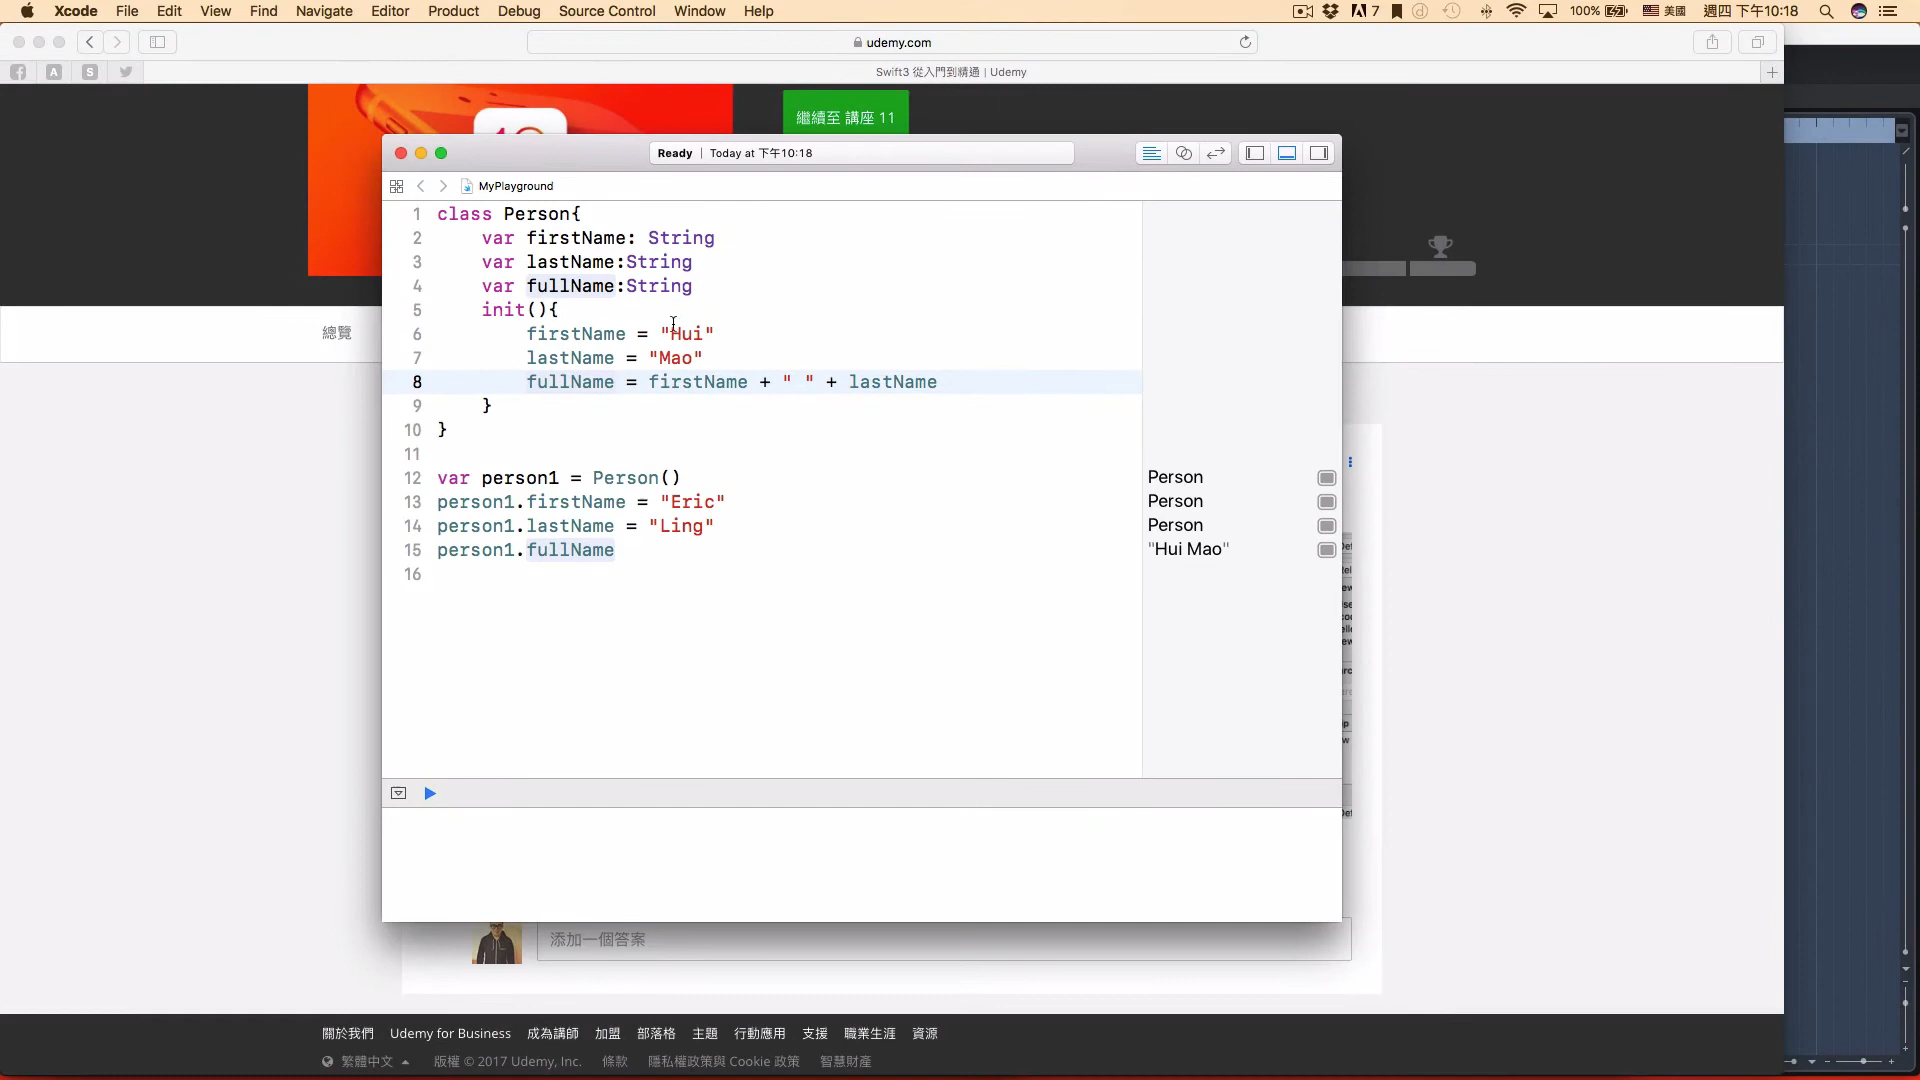 Xcode File Edit View Find Navigate Editor Product Debug Source Control Window Help 7 100% 美國 週四 下午10:18
udemy.com
Swift3 從入門到精通 | Udemy
繼續至 講座 11
Ready | Today at 下午10:18
MyPlayground
總覽
1 class Person{
2 var firstName: String
3 var lastName:String
4 var fullName:String
5 init(){
6 firstName = "Hui"
7 lastName = "Mao"
8 fullName = firstName + " " + lastName
9 }
10 }
11
12 var person1 = Person() Person
13 person1.firstName = "Eric" Person
14 person1.lastName = "Ling" Person
15 person1.fullName "Hui Mao"
16
添加一個答案
關於我們 Udemy for Business 成為講師 加盟 部落格 主題 行動應用 支援 職業生涯 資源
繁體中文 版權 © 2017 Udemy, Inc. 條款 隱私權政策與 Cookie 政策 智慧財產